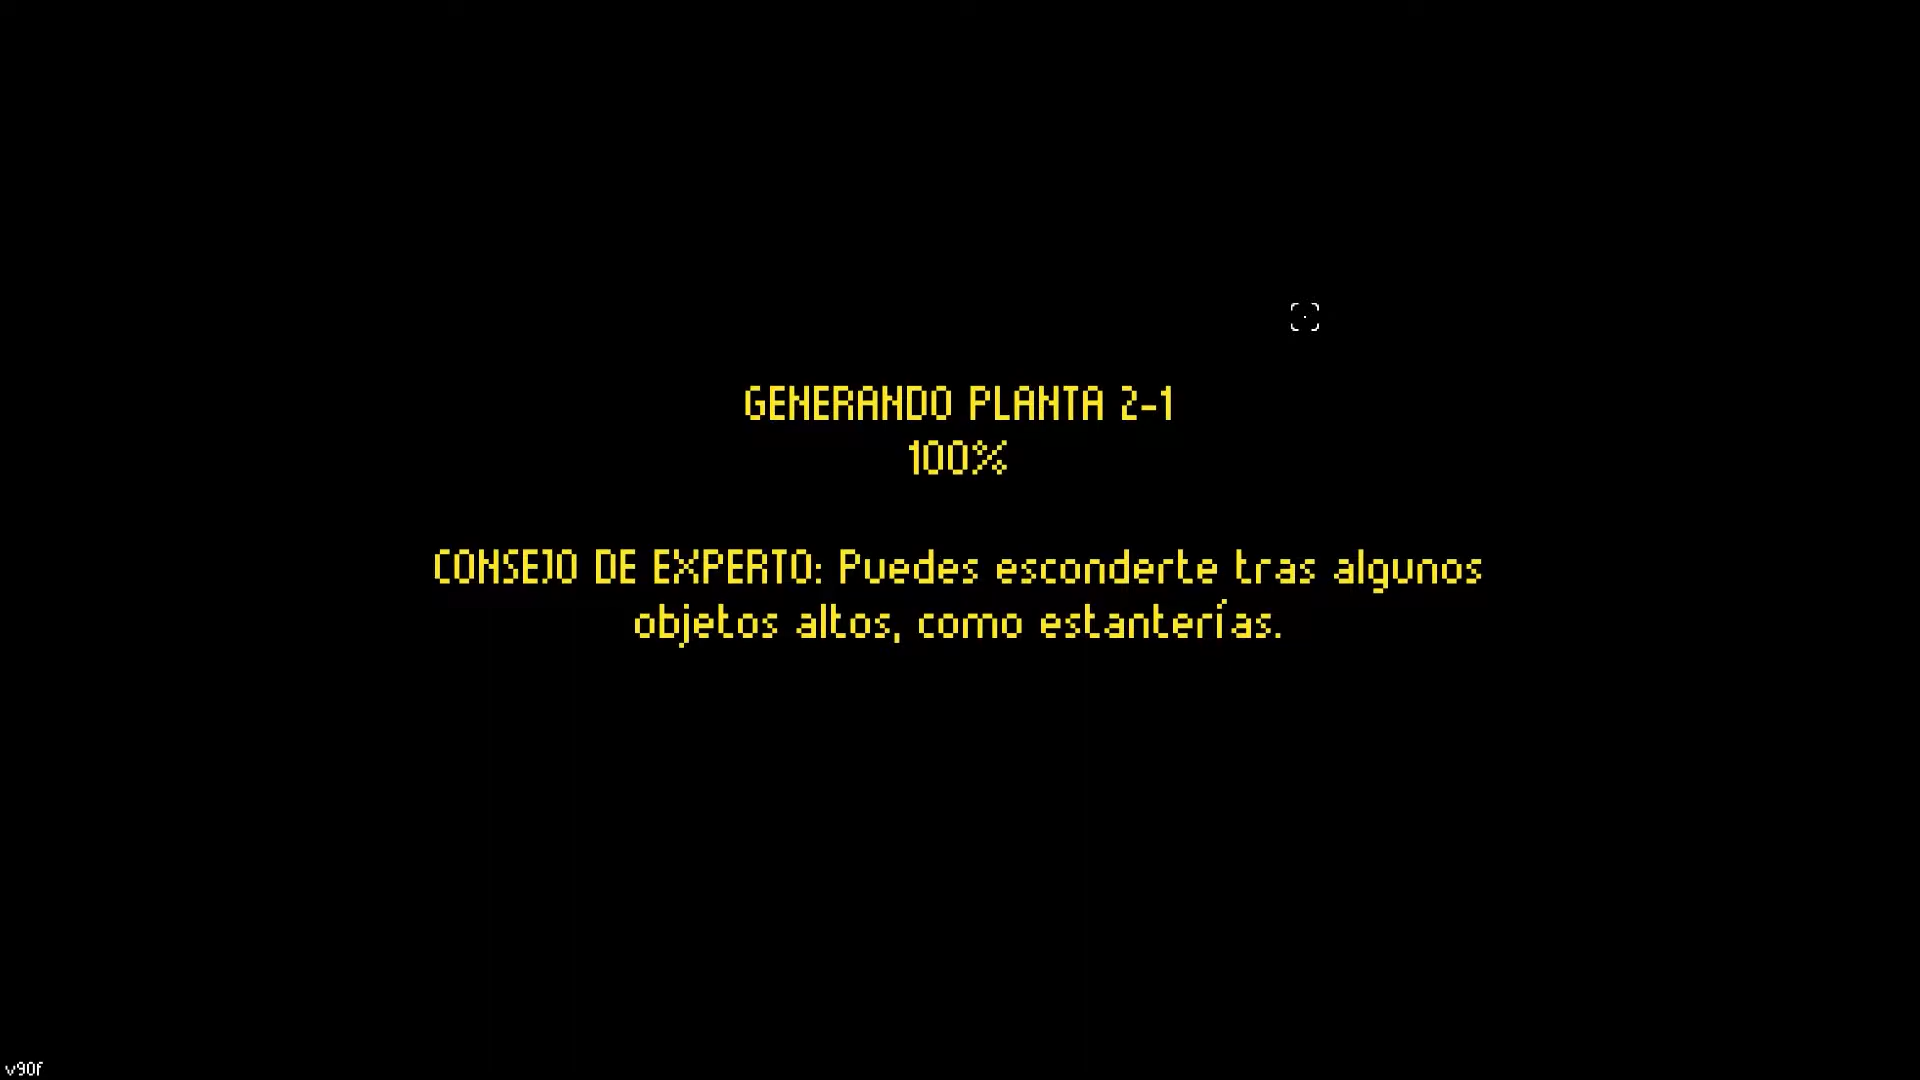 GENERANDO PLANTA 2-1
100%
CONSEJO DE EXPERTO: Puedes esconderte tras algunos
objetos altos, como estanterías.
v90f